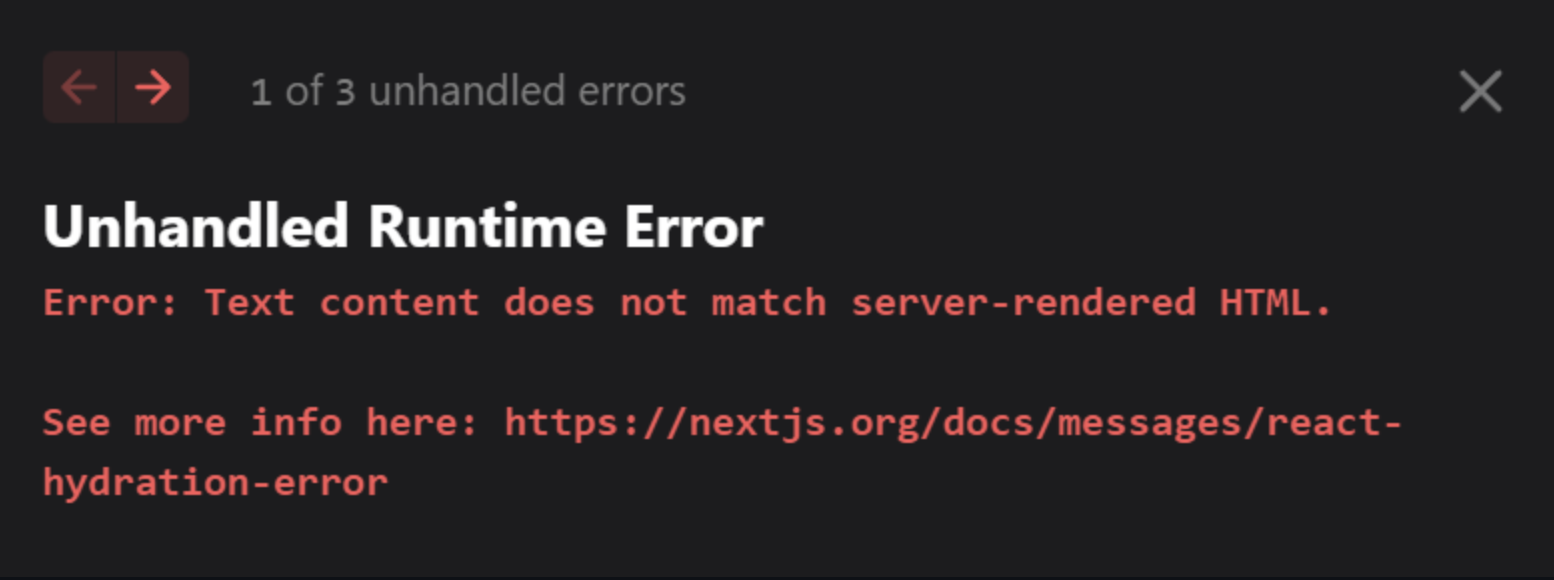 1 of 3 unhandled errors
Unhandled Runtime Error
Error: Text content does not match server-rendered HTML.
See more info here: https://nextjs.org/docs/messages/react-
hydration-error